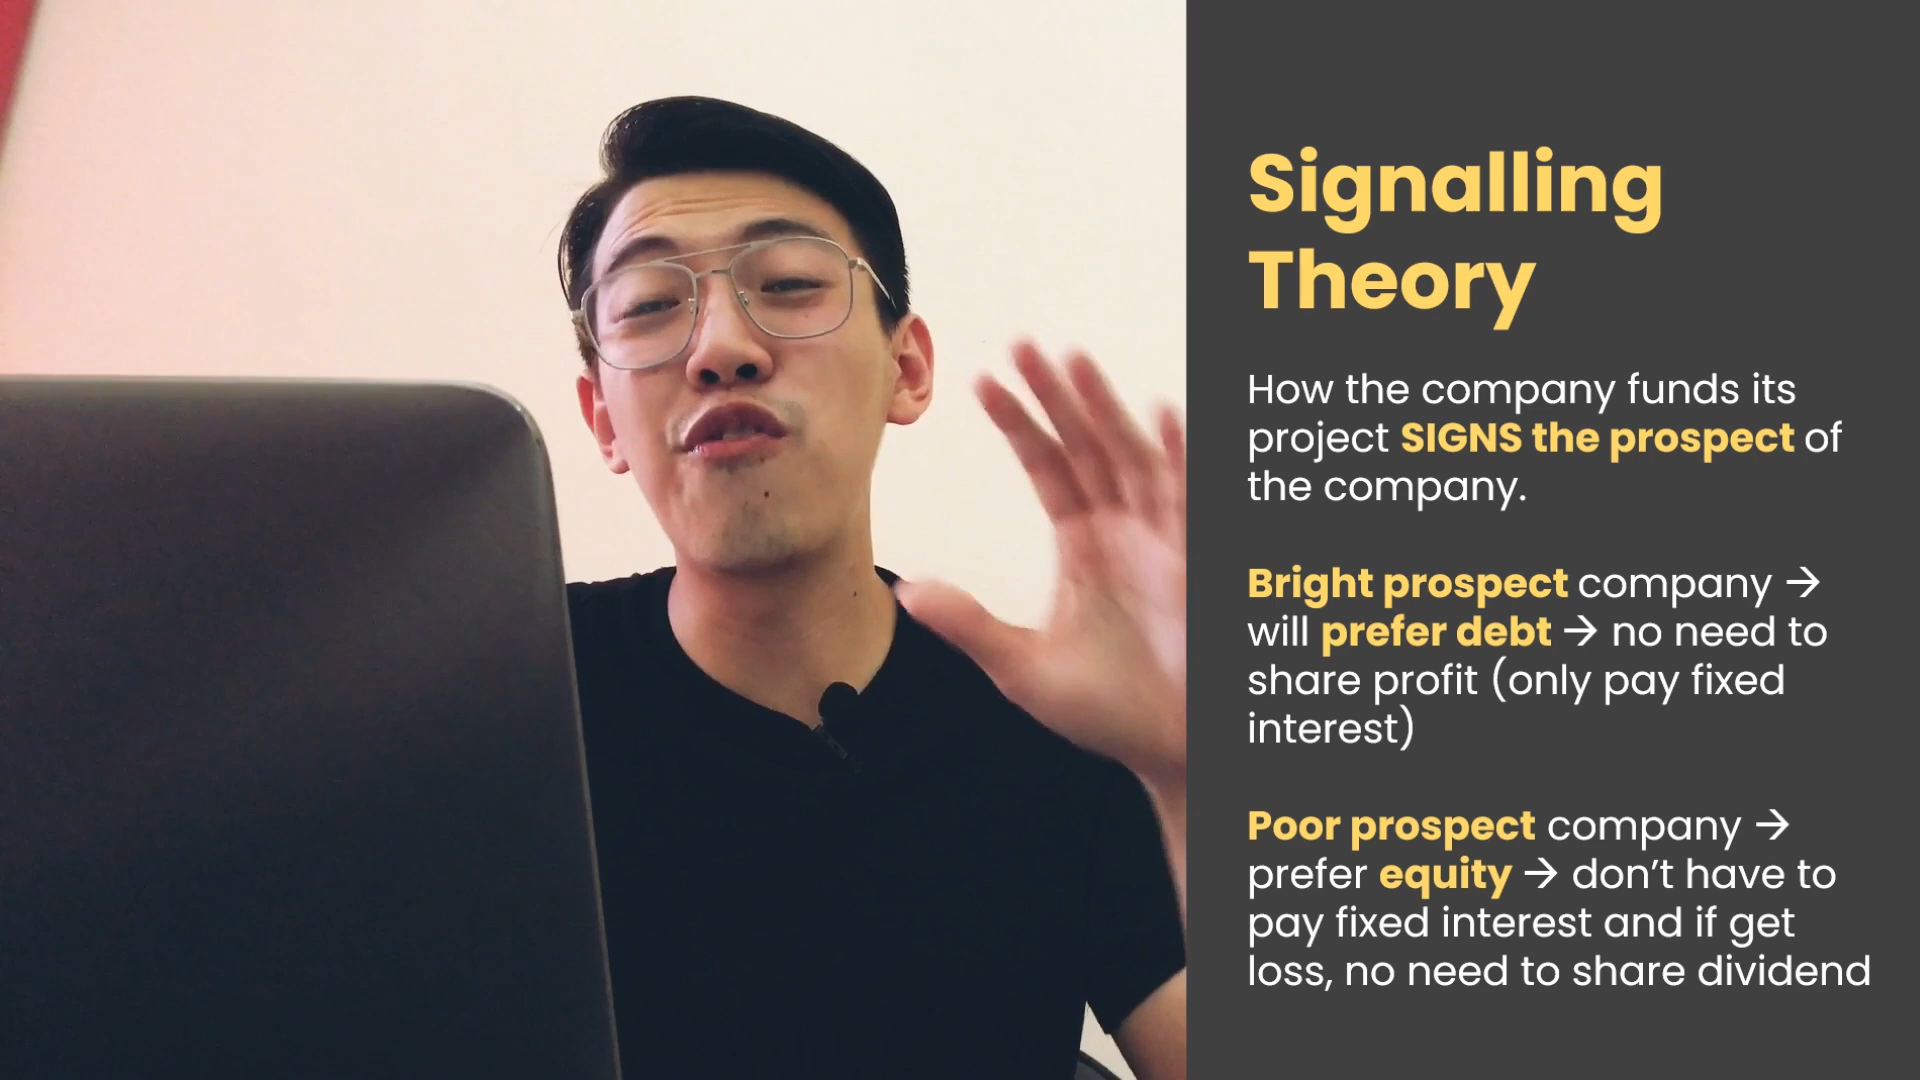 Signalling
Theory
How the company funds its
project SIGNS the prospect of
the company.
Bright prospect company →
will prefer debt → no need to
share profit (only pay fixed
interest)
Poor prospect company →
prefer equity → don't have to
pay fixed interest and if get
loss, no need to share dividend